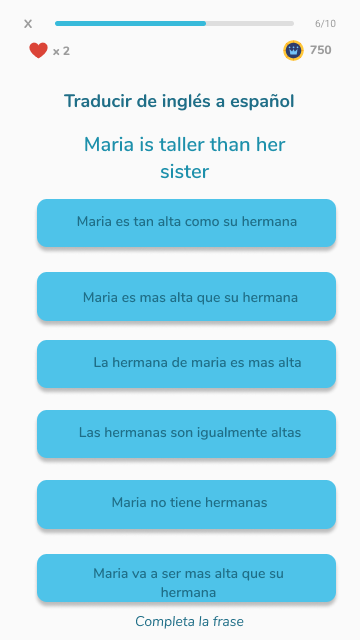 X
6/10
x 2
750
Traducir de inglés a español
Maria is taller than her
sister
Maria es tan alta como su hermana
Maria es mas alta que su hermana
La hermana de maria es mas alta
Las hermanas son igualmente altas
Maria no tiene hermanas
Maria va a ser mas alta que su
hermana
Completa la frase